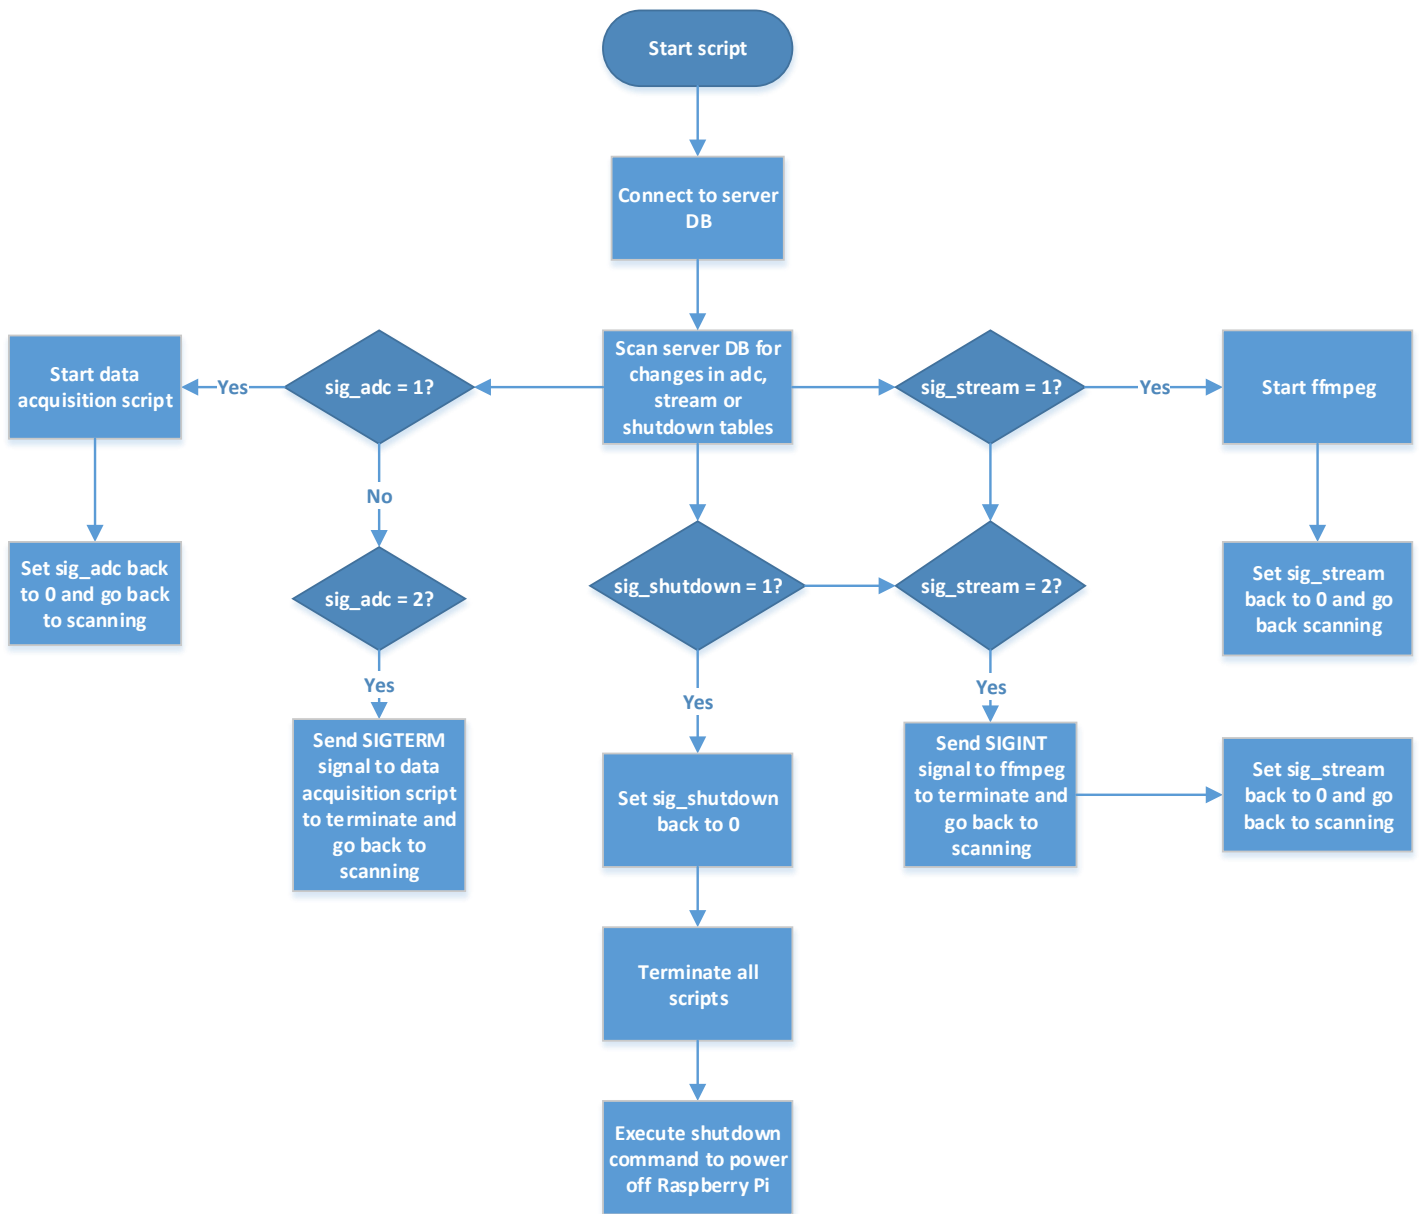 Start script
Connect to server
DB
Scan server DB for
changes in adc,
stream or
shutdown tables
sig_adc = 1?
Yes
Start data
acquisition script
Set sig_adc back
to 0 and go back
to scanning
No
sig_adc = 2?
Yes
Send SIGTERM
signal to data
acquisition script
to terminate and
go back to
scanning
sig_shutdown = 1?
Yes
Set sig_shutdown
back to 0
Terminate all
scripts
Execute shutdown
command to power
off Raspberry Pi
sig_stream = 1?
Yes
Start ffmpeg
Set sig_stream
back to 0 and go
back scanning
sig_stream = 2?
Yes
Send SIGINT
signal to ffmpeg
to terminate and
go back to
scanning
Set sig_stream
back to 0 and go
back to scanning